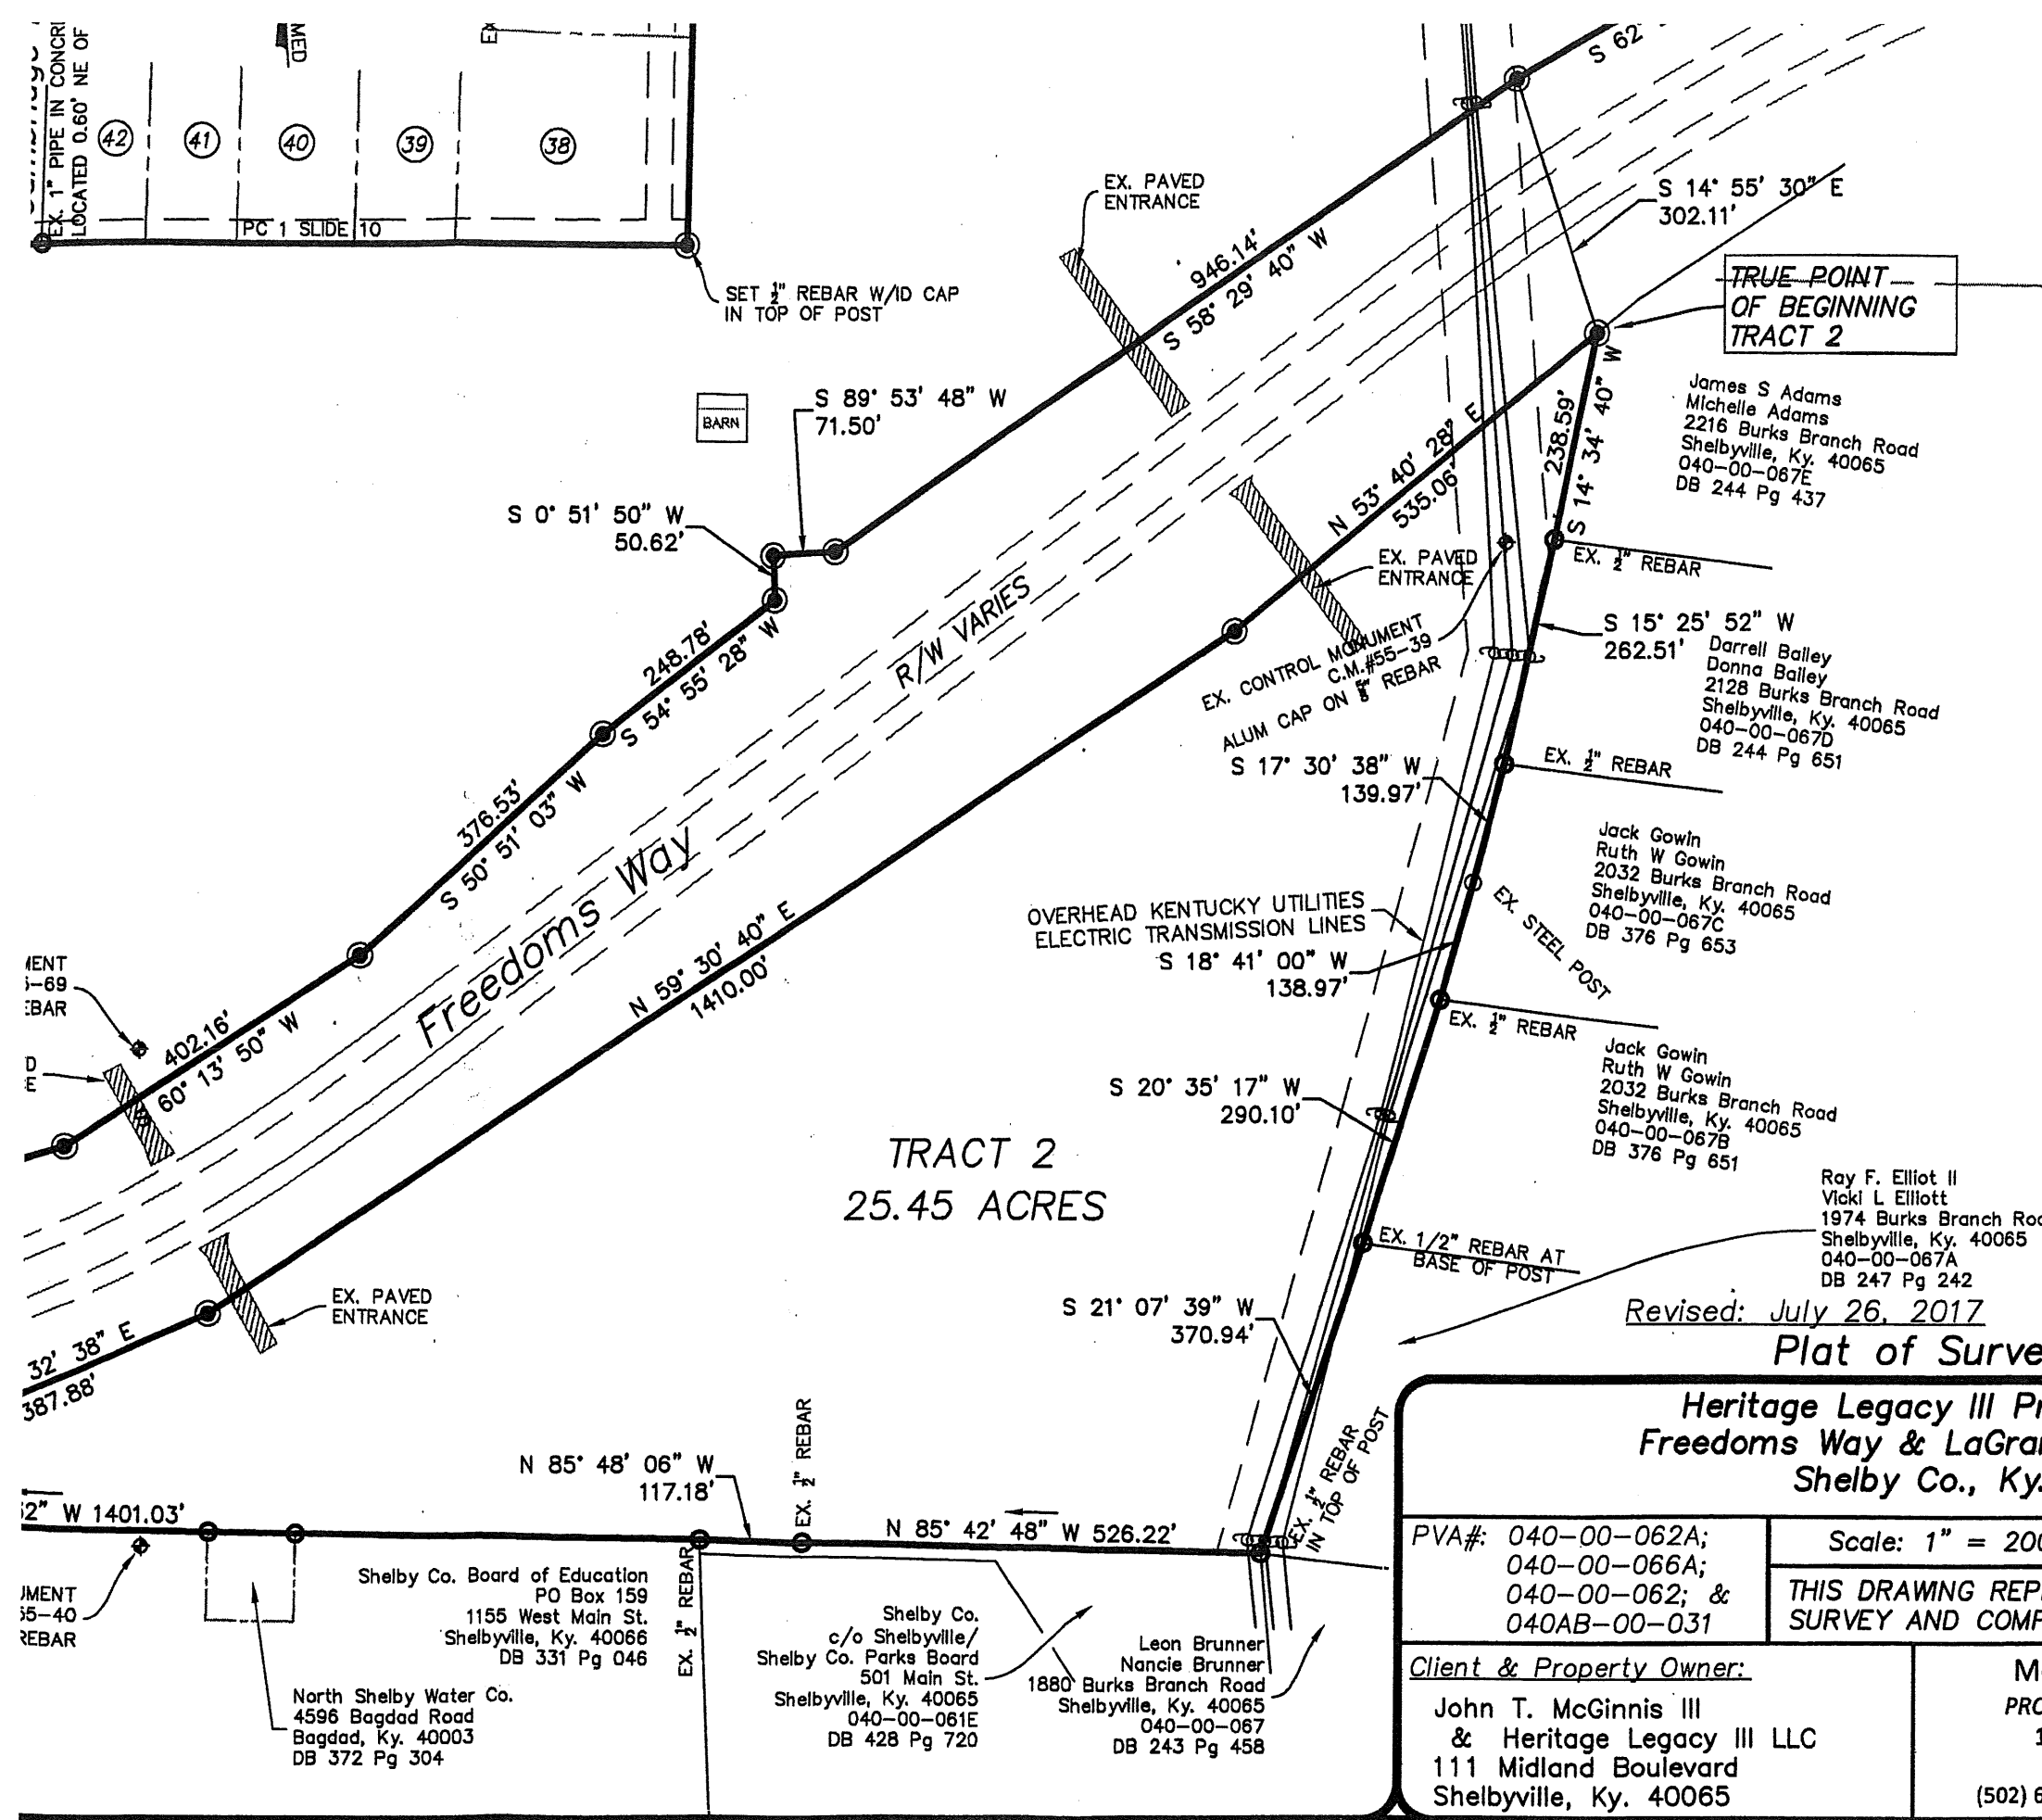 EX. 1" PIPE IN CONCR
LOCATED 0.60' NE OF
MED
EX
42
41
40
39
38
PC 1 SLIDE 10
SET 1/2" REBAR W/ID CAP
IN TOP OF POST
EX. PAVED
ENTRANCE
S 62
S 14° 55' 30" E
302.11'
TRUE POINT
OF BEGINNING
TRACT 2
946.14'
S 58° 29' 40" W
BARN
S 89° 53' 48" W
71.50'
S 0° 51' 50" W
50.62'
James S Adams
Michelle Adams
2216 Burks Branch Road
Shelbyville, Ky. 40065
040-00-067E
DB 244 Pg 437
238.59'
S 14° 34' 40" W
N 53° 40' 28" E
535.06'
EX. PAVED
ENTRANCE
EX. 1/2" REBAR
R/W VARIES
248.78'
S 54° 55' 28" W
EX. CONTROL MONUMENT
C.M.#55-39
ALUM CAP ON 5/8" REBAR
S 15° 25' 52" W
262.51'
Darrell Bailey
Donna Bailey
2128 Burks Branch Road
Shelbyville, Ky. 40065
040-00-067D
DB 244 Pg 651
S 17° 30' 38" W
139.97'
EX. 1/2" REBAR
376.53'
S 50° 51' 03" W
Freedoms Way
Jack Gowin
Ruth W Gowin
2032 Burks Branch Road
Shelbyville, Ky. 40065
040-00-067C
DB 376 Pg 653
OVERHEAD KENTUCKY UTILITIES
ELECTRIC TRANSMISSION LINES
EX. STEEL POST
S 18° 41' 00" W
138.97'
N 59° 30' 40" E
1410.00'
MENT
5-69
EBAR
402.16'
60° 13' 50" W
D
E
EX. 1/2" REBAR
Jack Gowin
Ruth W Gowin
2032 Burks Branch Road
Shelbyville, Ky. 40065
040-00-067B
DB 376 Pg 651
S 20° 35' 17" W
290.10'
TRACT 2
25.45 ACRES
Ray F. Elliot II
Vicki L Elliott
1974 Burks Branch Roa
Shelbyville, Ky. 40065
040-00-067A
DB 247 Pg 242
EX. 1/2" REBAR AT
BASE OF POST
EX. PAVED
ENTRANCE
S 21° 07' 39" W
370.94'
32' 38" E
387.88'
Revised: July 26, 2017
Plat of Surve
Heritage Legacy III Pr
Freedoms Way & LaGra
Shelby Co., Ky.
EX. 1/2" REBAR
IN TOP OF POST
N 85° 48' 06" W
117.18'
EX. 1/2" REBAR
2" W 1401.03'
N 85° 42' 48" W 526.22'
PVA#: 040-00-062A;
040-00-066A;
040-00-062; &
040AB-00-031
Scale: 1" = 200
THIS DRAWING REP
SURVEY AND COMP
UMENT
55-40
REBAR
Shelby Co. Board of Education
PO Box 159
1155 West Main St.
Shelbyville, Ky. 40066
DB 331 Pg 046
EX. 1/2" REBAR
Shelby Co.
c/o Shelbyville/
Shelby Co. Parks Board
501 Main St.
Shelbyville, Ky. 40065
040-00-061E
DB 428 Pg 720
Leon Brunner
Nancie Brunner
1880 Burks Branch Road
Shelbyville, Ky. 40065
040-00-067
DB 243 Pg 458
North Shelby Water Co.
4596 Bagdad Road
Bagdad, Ky. 40003
DB 372 Pg 304
Client & Property Owner:
John T. McGinnis III
& Heritage Legacy III LLC
111 Midland Boulevard
Shelbyville, Ky. 40065
M
PRO
1
(502) 6